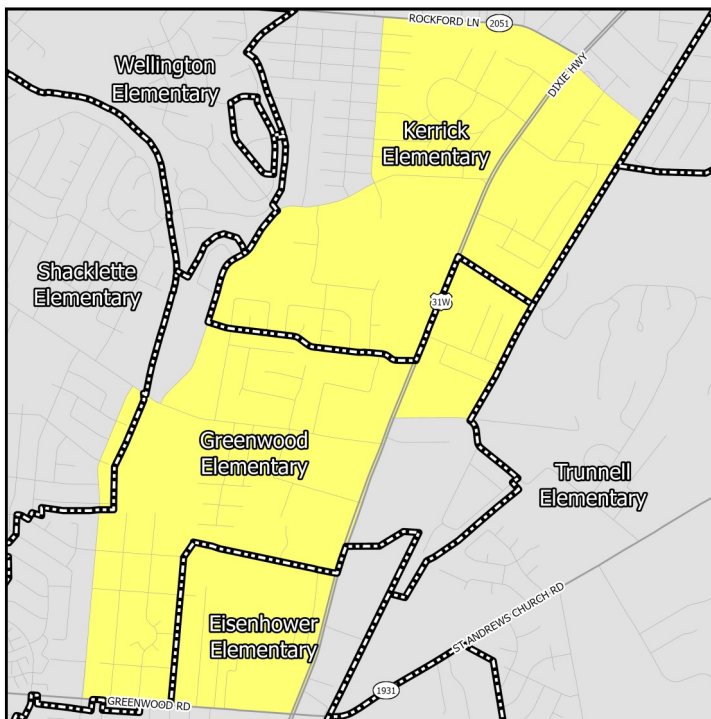 ROCKFORD LN
2051
DIXIE HWY
Wellington
Elementary
Kerrick
Elementary
Shacklette
Elementary
31W
Greenwood
Elementary
Trunnell
Elementary
Eisenhower
Elementary
ST ANDREWS CHURCH RD
1931
GREENWOOD RD